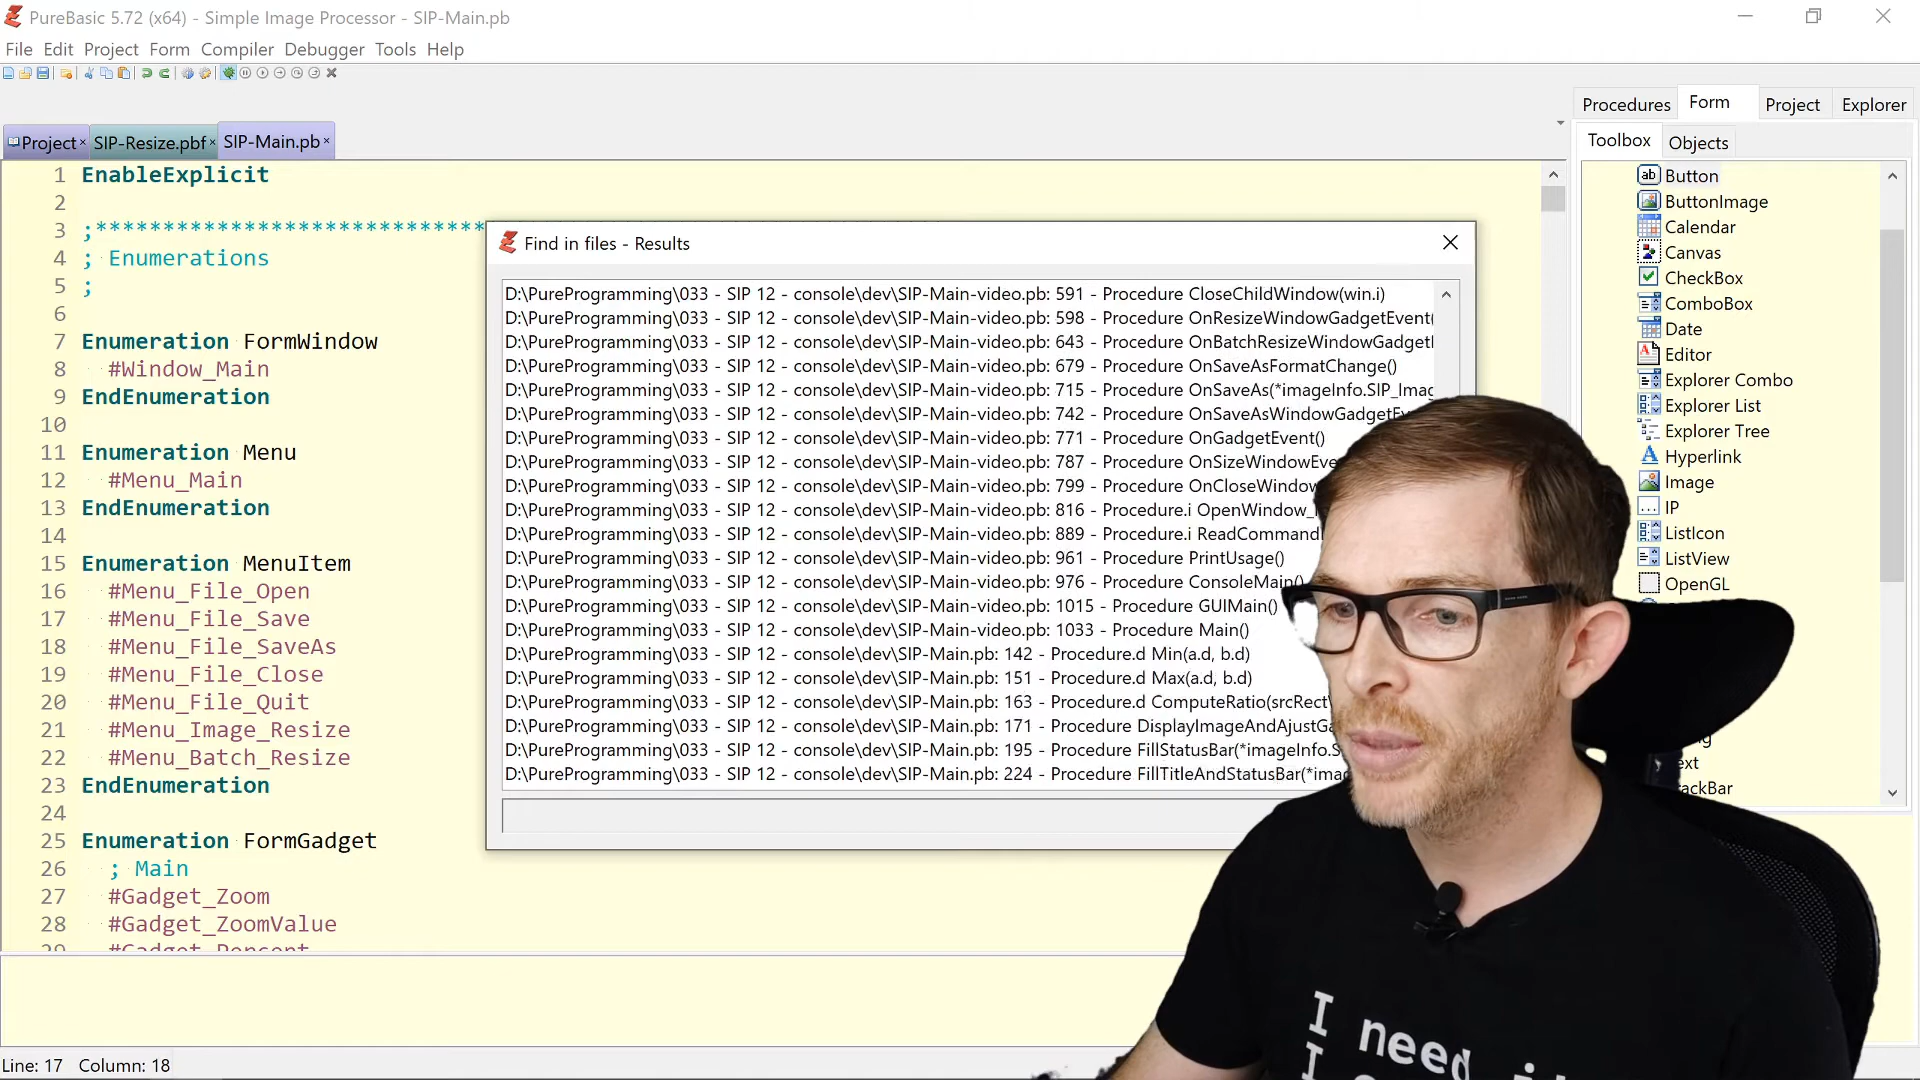 PureBasic 5.72 (x64) - Simple Image Processor - SIP-Main.pb
File Edit Project Form Compiler Debugger Tools Help
Procedures Form Project Explorer
Project SIP-Resize.pbf SIP-Main.pb
Toolbox Objects
1 EnableExplicit
2
3 ;******************************
4 ; Enumerations
5 ;
6
7 Enumeration FormWindow
8 #Window_Main
9 EndEnumeration
10
11 Enumeration Menu
12 #Menu_Main
13 EndEnumeration
14
15 Enumeration MenuItem
16 #Menu_File_Open
17 #Menu_File_Save
18 #Menu_File_SaveAs
19 #Menu_File_Close
20 #Menu_File_Quit
21 #Menu_Image_Resize
22 #Menu_Batch_Resize
23 EndEnumeration
24
25 Enumeration FormGadget
26 ; Main
27 #Gadget_Zoom
28 #Gadget_ZoomValue
29 #Gadget_Percent
Find in files - Results
D:\PureProgramming\033 - SIP 12 - console\dev\SIP-Main-video.pb: 591 - Procedure CloseChildWindow(win.i)
D:\PureProgramming\033 - SIP 12 - console\dev\SIP-Main-video.pb: 598 - Procedure OnResizeWindowGadgetEvent(
D:\PureProgramming\033 - SIP 12 - console\dev\SIP-Main-video.pb: 643 - Procedure OnBatchResizeWindowGadget
D:\PureProgramming\033 - SIP 12 - console\dev\SIP-Main-video.pb: 679 - Procedure OnSaveAsFormatChange()
D:\PureProgramming\033 - SIP 12 - console\dev\SIP-Main-video.pb: 715 - Procedure OnSaveAs(*imageInfo.SIP_Imag
D:\PureProgramming\033 - SIP 12 - console\dev\SIP-Main-video.pb: 742 - Procedure OnSaveAsWindowGadgetEv
D:\PureProgramming\033 - SIP 12 - console\dev\SIP-Main-video.pb: 771 - Procedure OnGadgetEvent()
D:\PureProgramming\033 - SIP 12 - console\dev\SIP-Main-video.pb: 787 - Procedure OnSizeWindowEve
D:\PureProgramming\033 - SIP 12 - console\dev\SIP-Main-video.pb: 799 - Procedure OnCloseWindow
D:\PureProgramming\033 - SIP 12 - console\dev\SIP-Main-video.pb: 816 - Procedure.i OpenWindow_
D:\PureProgramming\033 - SIP 12 - console\dev\SIP-Main-video.pb: 889 - Procedure.i ReadCommand
D:\PureProgramming\033 - SIP 12 - console\dev\SIP-Main-video.pb: 961 - Procedure PrintUsage()
D:\PureProgramming\033 - SIP 12 - console\dev\SIP-Main-video.pb: 976 - Procedure ConsoleMain()
D:\PureProgramming\033 - SIP 12 - console\dev\SIP-Main-video.pb: 1015 - Procedure GUIMain()
D:\PureProgramming\033 - SIP 12 - console\dev\SIP-Main-video.pb: 1033 - Procedure Main()
D:\PureProgramming\033 - SIP 12 - console\dev\SIP-Main.pb: 142 - Procedure.d Min(a.d, b.d)
D:\PureProgramming\033 - SIP 12 - console\dev\SIP-Main.pb: 151 - Procedure.d Max(a.d, b.d)
D:\PureProgramming\033 - SIP 12 - console\dev\SIP-Main.pb: 163 - Procedure.d ComputeRatio(srcRect
D:\PureProgramming\033 - SIP 12 - console\dev\SIP-Main.pb: 171 - Procedure DisplayImageAndAjustGa
D:\PureProgramming\033 - SIP 12 - console\dev\SIP-Main.pb: 195 - Procedure FillStatusBar(*imageInfo.S
D:\PureProgramming\033 - SIP 12 - console\dev\SIP-Main.pb: 224 - Procedure FillTitleAndStatusBar(*imag
Button
ButtonImage
Calendar
Canvas
CheckBox
ComboBox
Date
Editor
Explorer Combo
Explorer List
Explorer Tree
Hyperlink
Image
IP
ListIcon
ListView
OpenGL
ext
ackBar
I need
I
Line: 17 Column: 18